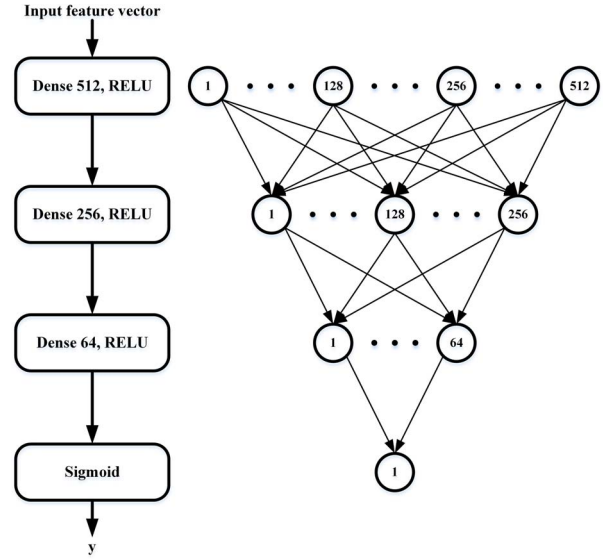 Input feature vector
Dense 512, RELU
1 128 256 512
Dense 256, RELU
1 128 256
Dense 64, RELU
1 64
Sigmoid
1
y